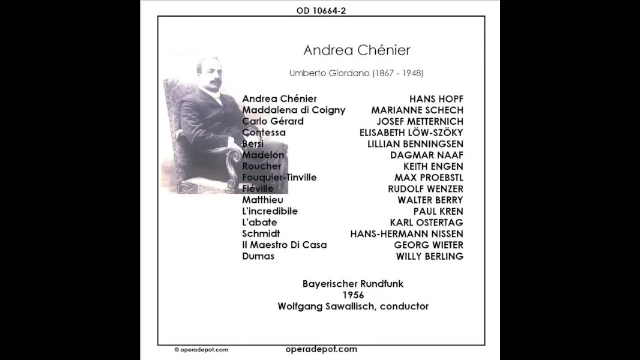 OD 10664-2
Andrea Chénier
Umberto Giordano (1867 - 1948)
Andrea Chénier HANS HOPF
Maddalena di Coigny MARIANNE SCHECH
Carlo Gérard JOSEF METTERNICH
Contessa ELISABETH LÖW-SZÖKY
Bersi LILLIAN BENNINGSEN
Madelon DAGMAR NAAF
Roucher KEITH ENGEN
Fouquier-Tinville MAX PROEBSTL
Fléville RUDOLF WENZER
Matthieu WALTER BERRY
L'incredibile PAUL KREN
L'abate KARL OSTERTAG
Schmidt HANS-HERMANN NISSEN
Il Maestro Di Casa GEORG WIETER
Dumas WILLY BERLING
Bayerischer Rundfunk
1956
Wolfgang Sawallisch, conductor
© operadepot.com operadepot.com